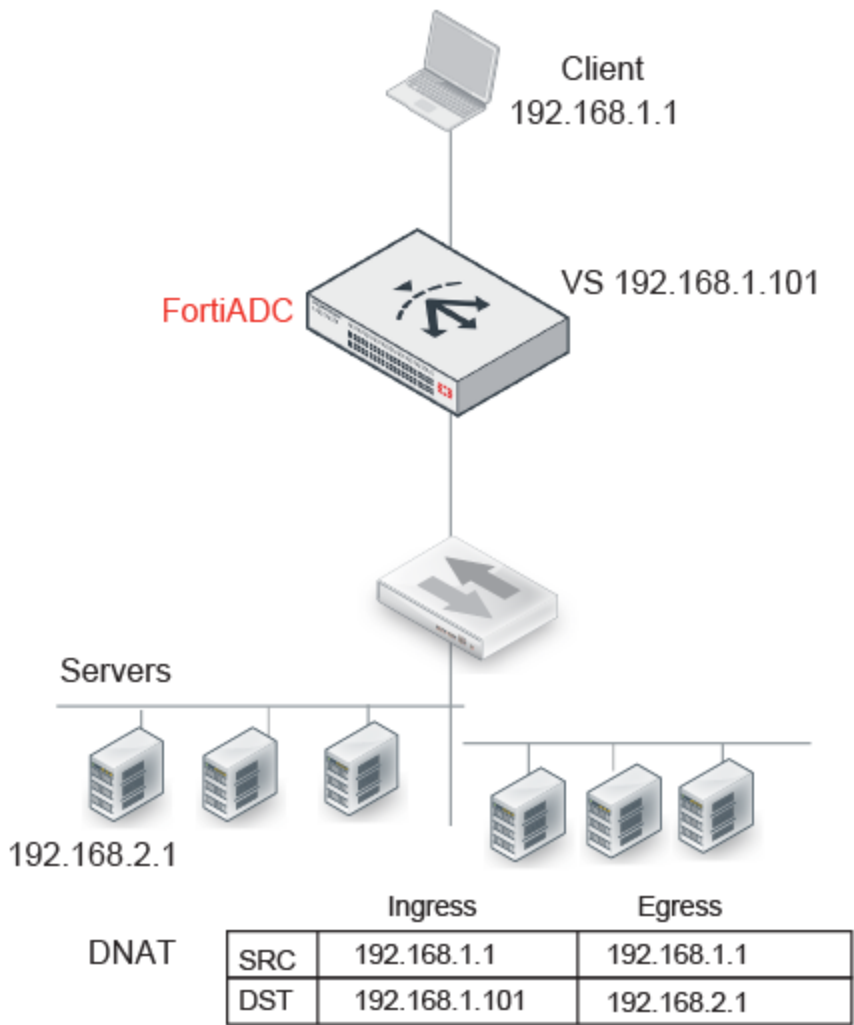 Client
192.168.1.1
VS 192.168.1.101
FortiADC
Servers
192.168.2.1
Ingress Egress
DNAT SRC 192.168.1.1 192.168.1.1
DST 192.168.1.101 192.168.2.1